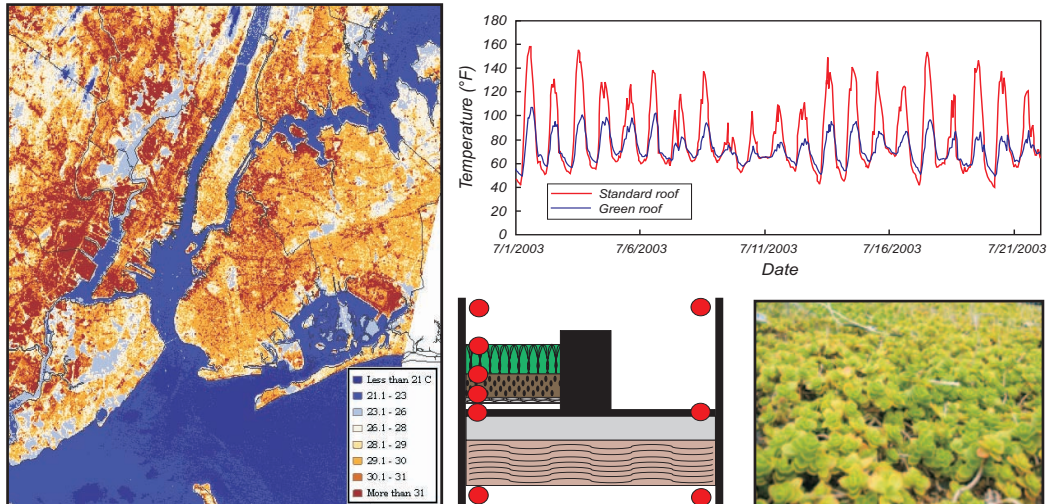 Less than 21 C
21.1 - 23
23.1 - 26
26.1 - 28
28.1 - 29
29.1 - 30
30.1 - 31
More than 31
Temperature (°F)
180
160
140
120
100
80
60
40
20
0
Standard roof
Green roof
7/1/2003
7/6/2003
7/11/2003
7/16/2003
7/21/2003
Date